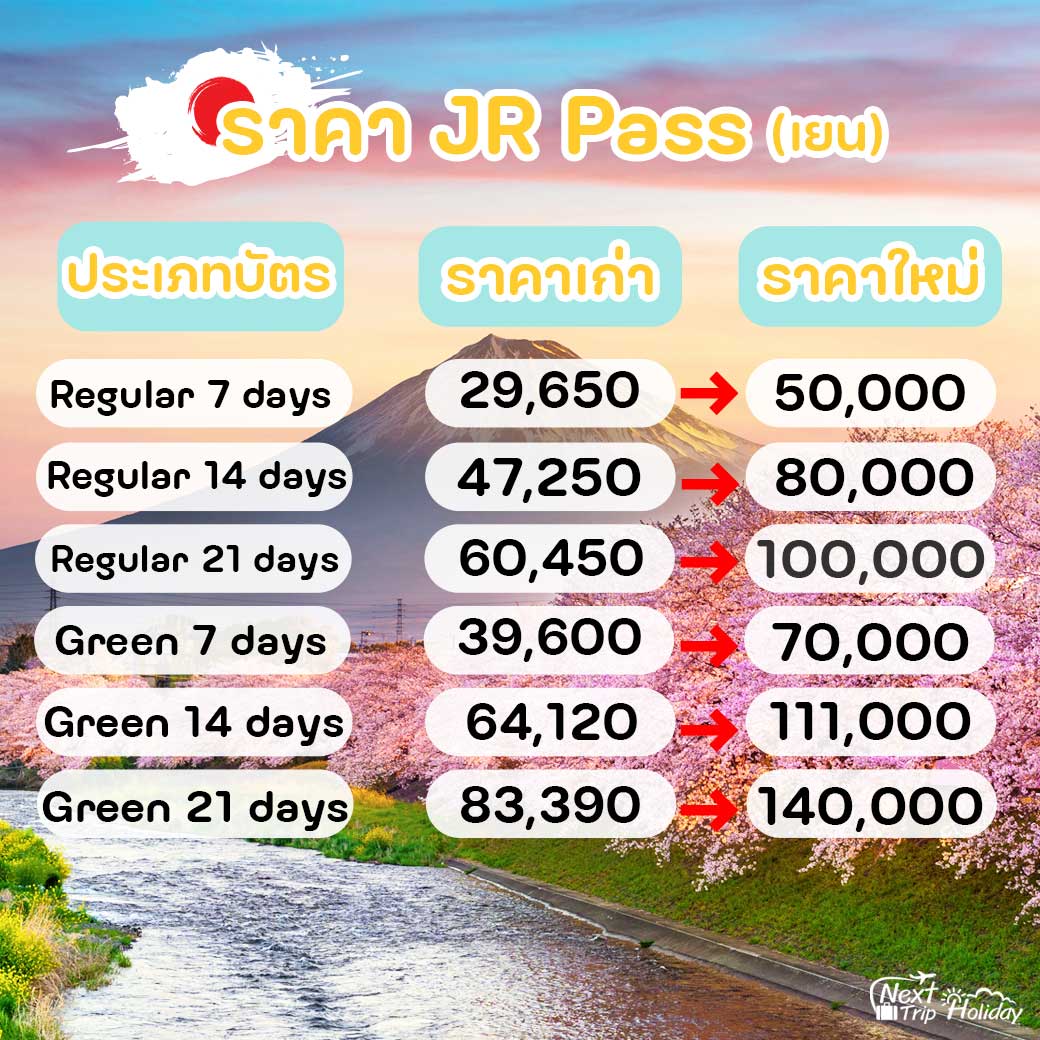 ราคา JR Pass (เยน)
ประเภทบัตร ราคาเก่า ราคาใหม่
Regular 7 days 29,650 50,000
Regular 14 days 47,250 80,000
Regular 21 days 60,450 100,000
Green 7 days 39,600 70,000
Green 14 days 64,120 111,000
Green 21 days 83,390 140,000
Next
Trip Holiday